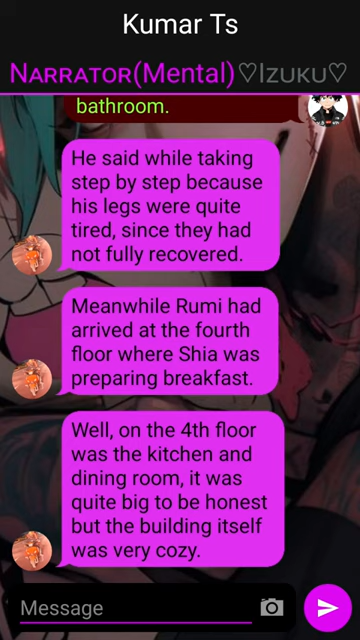 Kumar Ts
Narrator(Mental)♡Izuku♡
bathroom.
He said while taking
step by step because
his legs were quite
tired, since they had
not fully recovered.
Meanwhile Rumi had
arrived at the fourth
floor where Shia was
preparing breakfast.
Well, on the 4th floor
was the kitchen and
dining room, it was
quite big to be honest
but the building itself
was very cozy.
Message